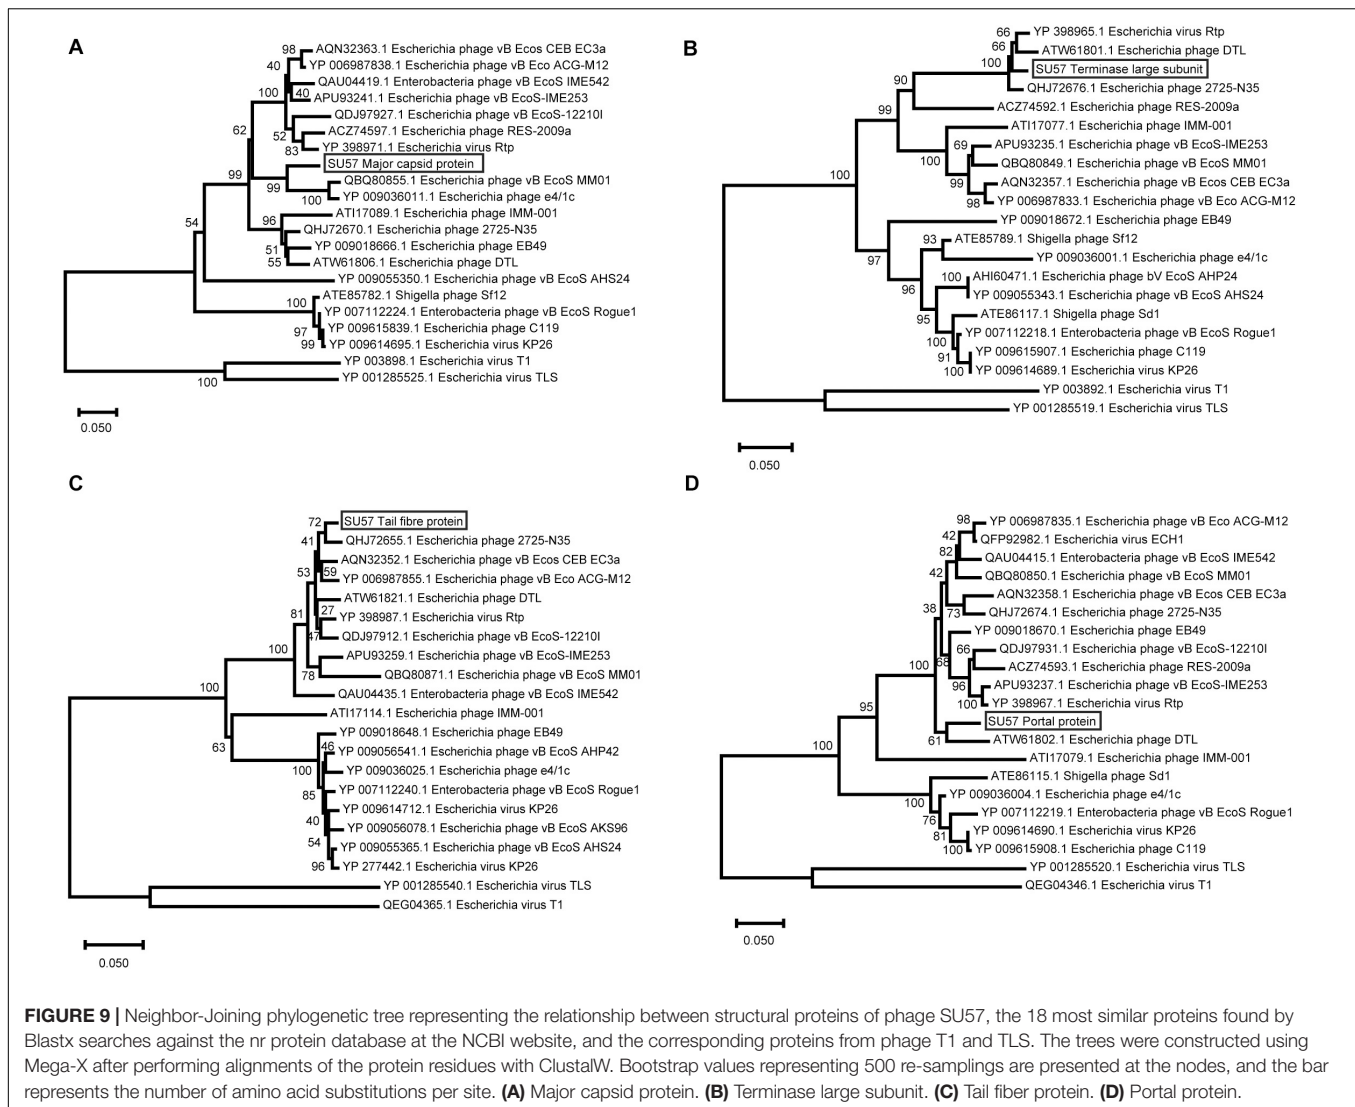 A
98 AQN32363.1 Escherichia phage vB Ecos CEB EC3a
40 YP 006987838.1 Escherichia phage vB Eco ACG-M12
QAU04419.1 Enterobacteria phage vB EcoS IME542
100 40 APU93241.1 Escherichia phage vB EcoS-IME253
QDJ97927.1 Escherichia phage vB EcoS-12210I
62 52 ACZ74597.1 Escherichia phage RES-2009a
83 YP 398971.1 Escherichia virus Rtp
SU57 Major capsid protein
99 99 QBQ80855.1 Escherichia phage vB EcoS MM01
100 YP 009036011.1 Escherichia phage e4/1c
96 ATI17089.1 Escherichia phage IMM-001
54 QHJ72670.1 Escherichia phage 2725-N35
51 YP 009018666.1 Escherichia phage EB49
55 ATW61806.1 Escherichia phage DTL
YP 009055350.1 Escherichia phage vB EcoS AHS24
100 ATE85782.1 Shigella phage Sf12
YP 007112224.1 Enterobacteria phage vB EcoS Rogue1
97 YP 009615839.1 Escherichia phage C119
99 YP 009614695.1 Escherichia virus KP26
YP 003898.1 Escherichia virus T1
100 YP 001285525.1 Escherichia virus TLS
0.050
B
66 YP 398965.1 Escherichia virus Rtp
66 ATW61801.1 Escherichia phage DTL
100 SU57 Terminase large subunit
90 QHJ72676.1 Escherichia phage 2725-N35
99 ACZ74592.1 Escherichia phage RES-2009a
ATI17077.1 Escherichia phage IMM-001
69 APU93235.1 Escherichia phage vB EcoS-IME253
100 QBQ80849.1 Escherichia phage vB EcoS MM01
100 99 AQN32357.1 Escherichia phage vB Ecos CEB EC3a
98 YP 006987833.1 Escherichia phage vB Eco ACG-M12
YP 009018672.1 Escherichia phage EB49
93 ATE85789.1 Shigella phage Sf12
97 YP 009036001.1 Escherichia phage e4/1c
96 100 AHI60471.1 Escherichia phage bV EcoS AHP24
YP 009055343.1 Escherichia phage vB EcoS AHS24
95 ATE86117.1 Shigella phage Sd1
100 YP 007112218.1 Enterobacteria phage vB EcoS Rogue1
91 YP 009615907.1 Escherichia phage C119
100 YP 009614689.1 Escherichia virus KP26
YP 003892.1 Escherichia virus T1
YP 001285519.1 Escherichia virus TLS
0.050
C
72 SU57 Tail fibre protein
41 QHJ72655.1 Escherichia phage 2725-N35
AQN32352.1 Escherichia phage vB Ecos CEB EC3a
53 59 YP 006987855.1 Escherichia phage vB Eco ACG-M12
ATW61821.1 Escherichia phage DTL
81 27 YP 398987.1 Escherichia virus Rtp
47 QDJ97912.1 Escherichia phage vB EcoS-12210I
100 APU93259.1 Escherichia phage vB EcoS-IME253
78 QBQ80871.1 Escherichia phage vB EcoS MM01
100 QAU04435.1 Enterobacteria phage vB EcoS IME542
ATI17114.1 Escherichia phage IMM-001
63 YP 009018648.1 Escherichia phage EB49
46 YP 009056541.1 Escherichia phage vB EcoS AHP42
100 YP 009036025.1 Escherichia phage e4/1c
85 YP 007112240.1 Enterobacteria phage vB EcoS Rogue1
YP 009614712.1 Escherichia virus KP26
40 YP 009056078.1 Escherichia phage vB EcoS AKS96
54 YP 009055365.1 Escherichia phage vB EcoS AHS24
96 YP 277442.1 Escherichia virus KP26
YP 001285540.1 Escherichia virus TLS
QEG04365.1 Escherichia virus T1
0.050
D
98 YP 006987835.1 Escherichia phage vB Eco ACG-M12
42 QFP92982.1 Escherichia virus ECH1
82 QAU04415.1 Enterobacteria phage vB EcoS IME542
42 QBQ80850.1 Escherichia phage vB EcoS MM01
AQN32358.1 Escherichia phage vB Ecos CEB EC3a
38 73 QHJ72674.1 Escherichia phage 2725-N35
YP 009018670.1 Escherichia phage EB49
66 QDJ97931.1 Escherichia phage vB EcoS-12210I
100 68 ACZ74593.1 Escherichia phage RES-2009a
96 APU93237.1 Escherichia phage vB EcoS-IME253
100 YP 398967.1 Escherichia virus Rtp
95 SU57 Portal protein
61 ATW61802.1 Escherichia phage DTL
100 ATI17079.1 Escherichia phage IMM-001
ATE86115.1 Shigella phage Sd1
100 YP 009036004.1 Escherichia phage e4/1c
76 YP 007112219.1 Enterobacteria phage vB EcoS Rogue1
81 YP 009614690.1 Escherichia virus KP26
100 YP 009615908.1 Escherichia phage C119
YP 001285520.1 Escherichia virus TLS
QEG04346.1 Escherichia virus T1
0.050
FIGURE 9 | Neighbor-Joining phylogenetic tree representing the relationship between structural proteins of phage SU57, the 18 most similar proteins found by
Blastx searches against the nr protein database at the NCBI website, and the corresponding proteins from phage T1 and TLS. The trees were constructed using
Mega-X after performing alignments of the protein residues with ClustalW. Bootstrap values representing 500 re-samplings are presented at the nodes, and the bar
represents the number of amino acid substitutions per site. (A) Major capsid protein. (B) Terminase large subunit. (C) Tail fiber protein. (D) Portal protein.